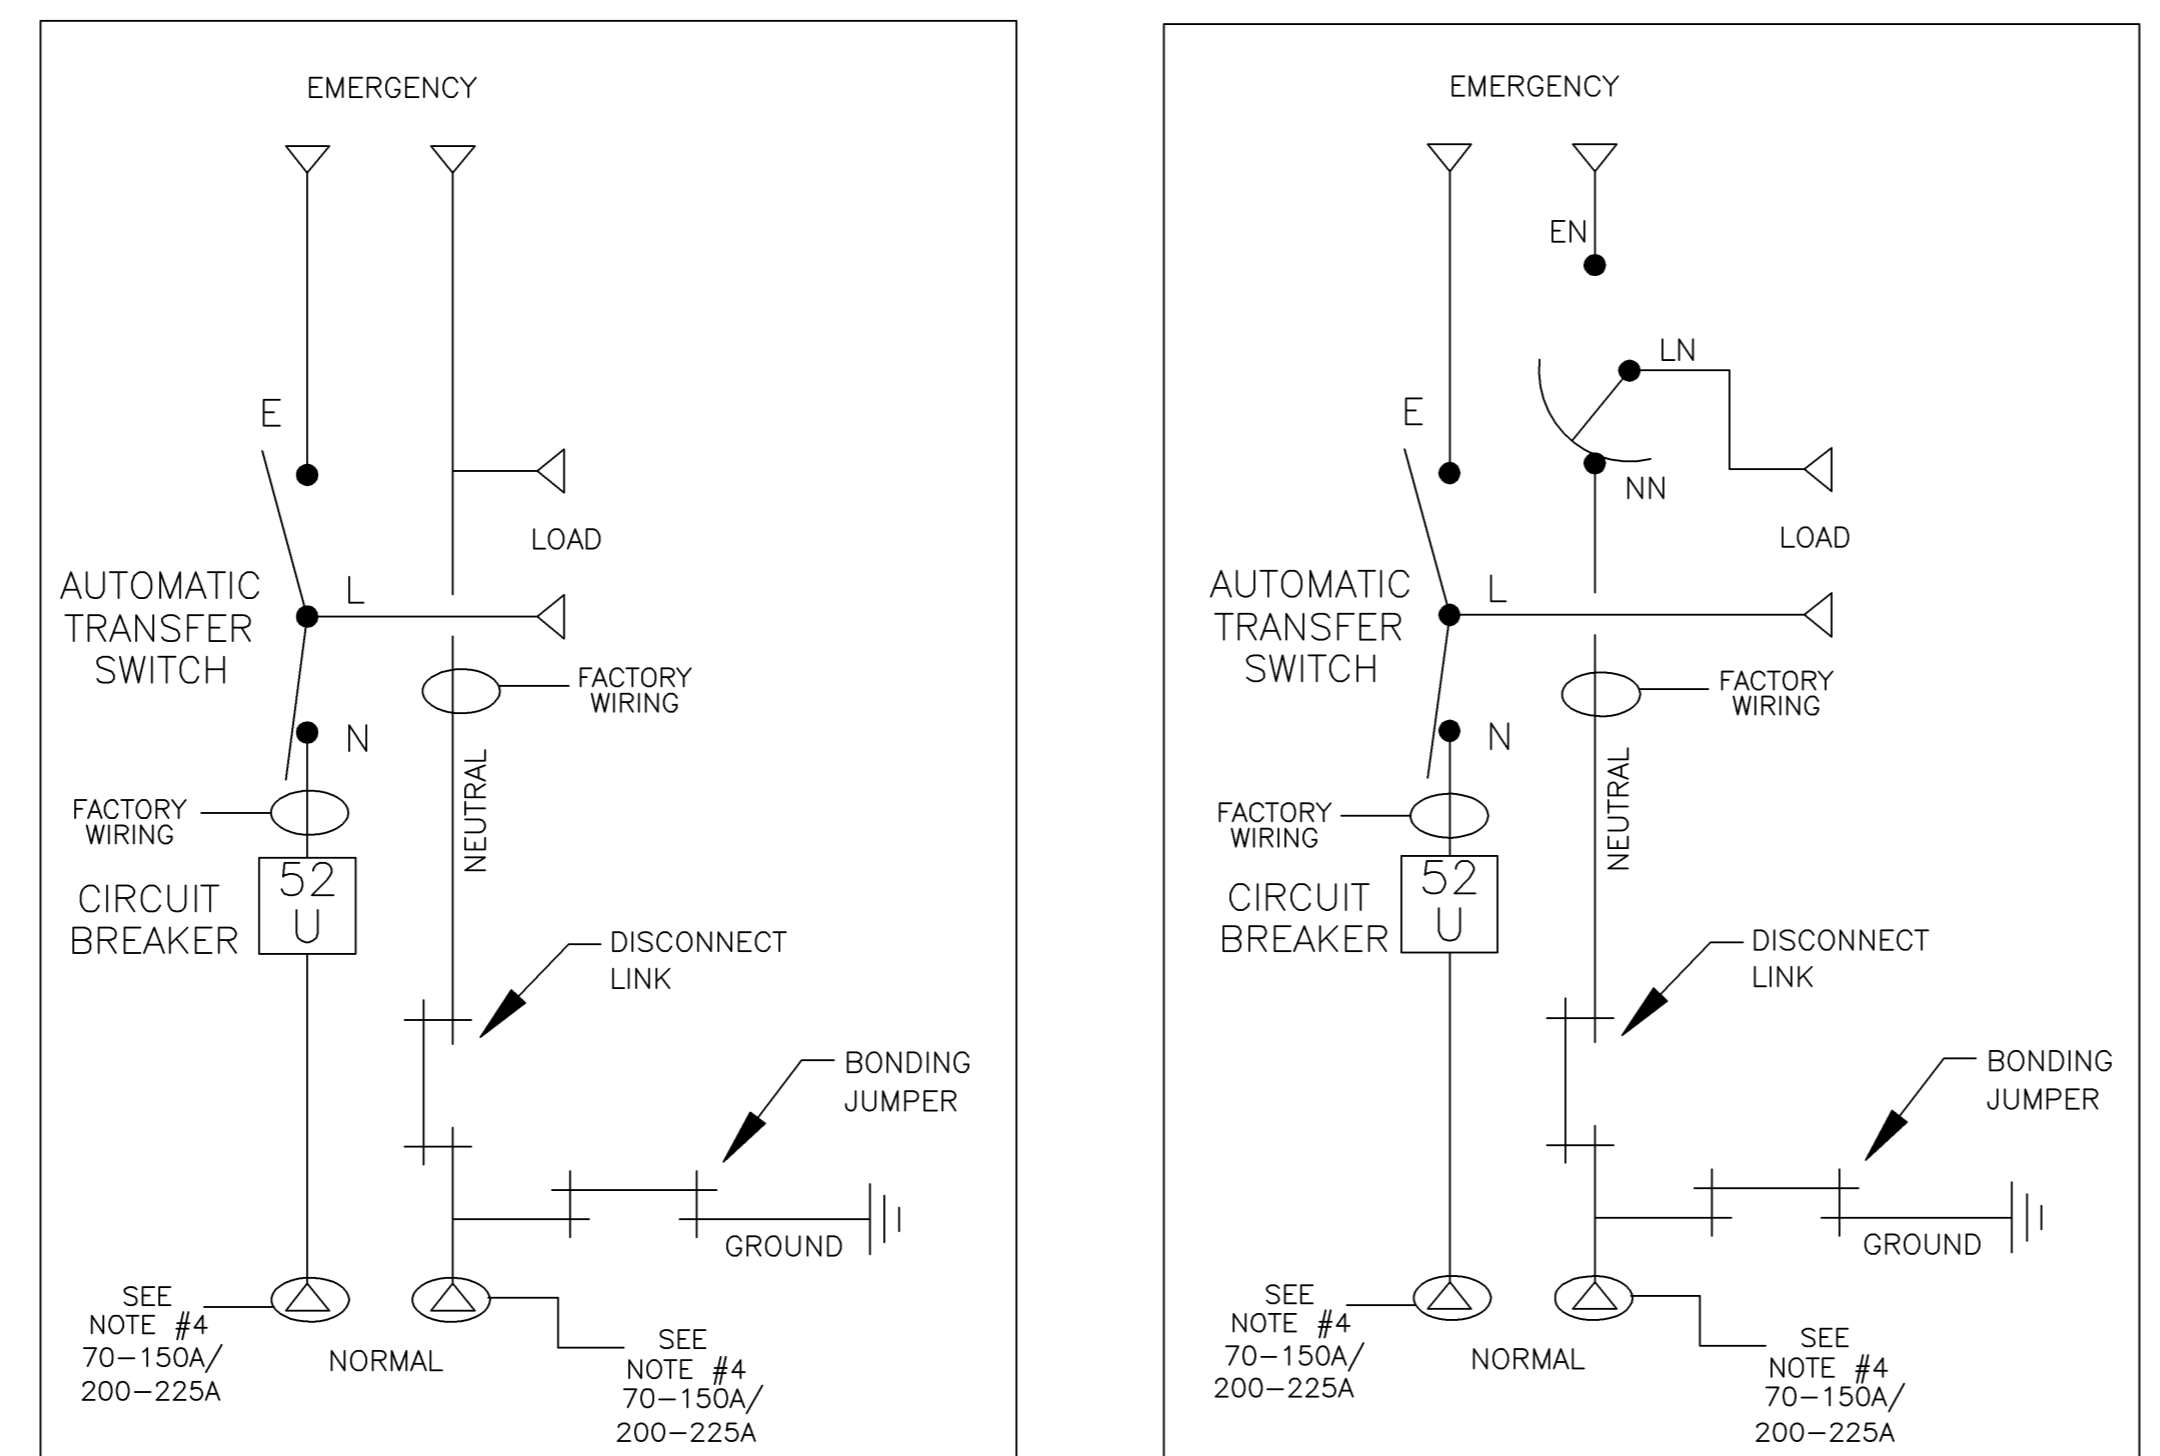 EMERGENCY
E
AUTOMATIC
TRANSFER
SWITCH
L
LOAD
FACTORY
WIRING
N
NEUTRAL
FACTORY
WIRING
52
U
CIRCUIT
BREAKER
DISCONNECT
LINK
BONDING
JUMPER
GROUND
SEE
NOTE #4
70-150A/
200-225A
NORMAL
SEE
NOTE #4
70-150A/
200-225A
EMERGENCY
EN
LN
E
NN
LOAD
AUTOMATIC
TRANSFER
SWITCH
L
FACTORY
WIRING
N
NEUTRAL
FACTORY
WIRING
52
U
CIRCUIT
BREAKER
DISCONNECT
LINK
BONDING
JUMPER
GROUND
SEE
NOTE #4
70-150A/
200-225A
NORMAL
SEE
NOTE #4
70-150A/
200-225A